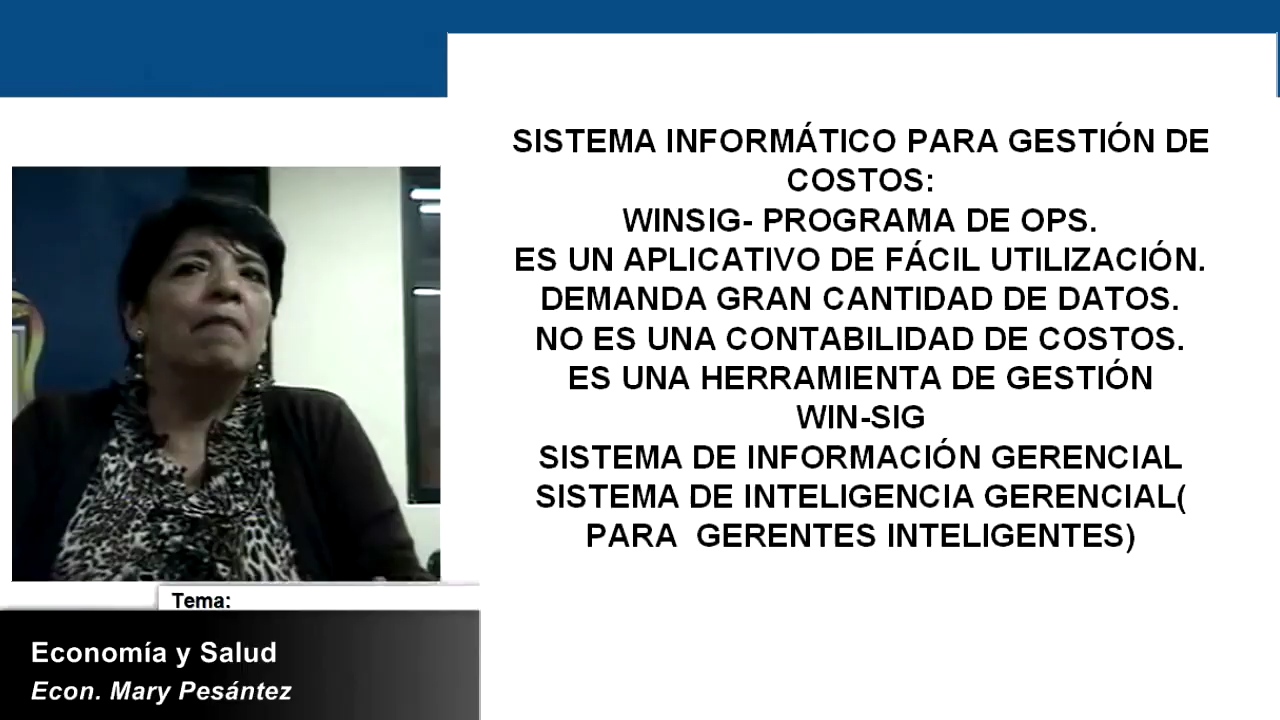 SISTEMA INFORMÁTICO PARA GESTIÓN DE
COSTOS:
WINSIG- PROGRAMA DE OPS.
ES UN APLICATIVO DE FÁCIL UTILIZACIÓN.
DEMANDA GRAN CANTIDAD DE DATOS.
NO ES UNA CONTABILIDAD DE COSTOS.
ES UNA HERRAMIENTA DE GESTIÓN
WIN-SIG
SISTEMA DE INFORMACIÓN GERENCIAL
SISTEMA DE INTELIGENCIA GERENCIAL(
PARA  GERENTES INTELIGENTES)
Tema:
Economía y Salud
Econ. Mary Pesántez